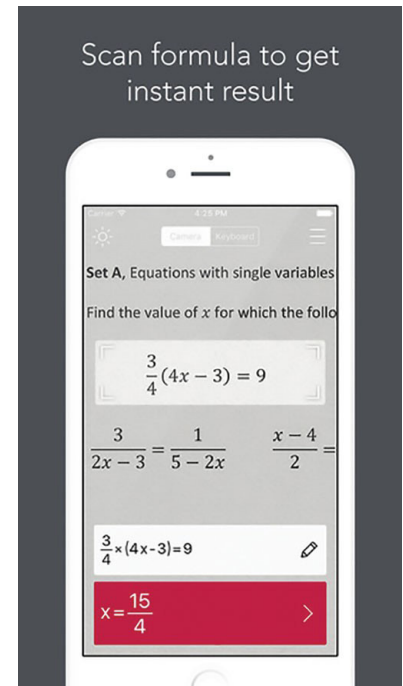 Scan formula to get
instant result
Carrier 4:25 PM
Camera Keyboard
Set A, Equations with single variables
Find the value of x for which the follo
3/4 (4x − 3) = 9
3/(2x − 3) = 1/(5 − 2x) (x − 4)/2 =
3/4 ×(4x-3)=9
x= 15/4